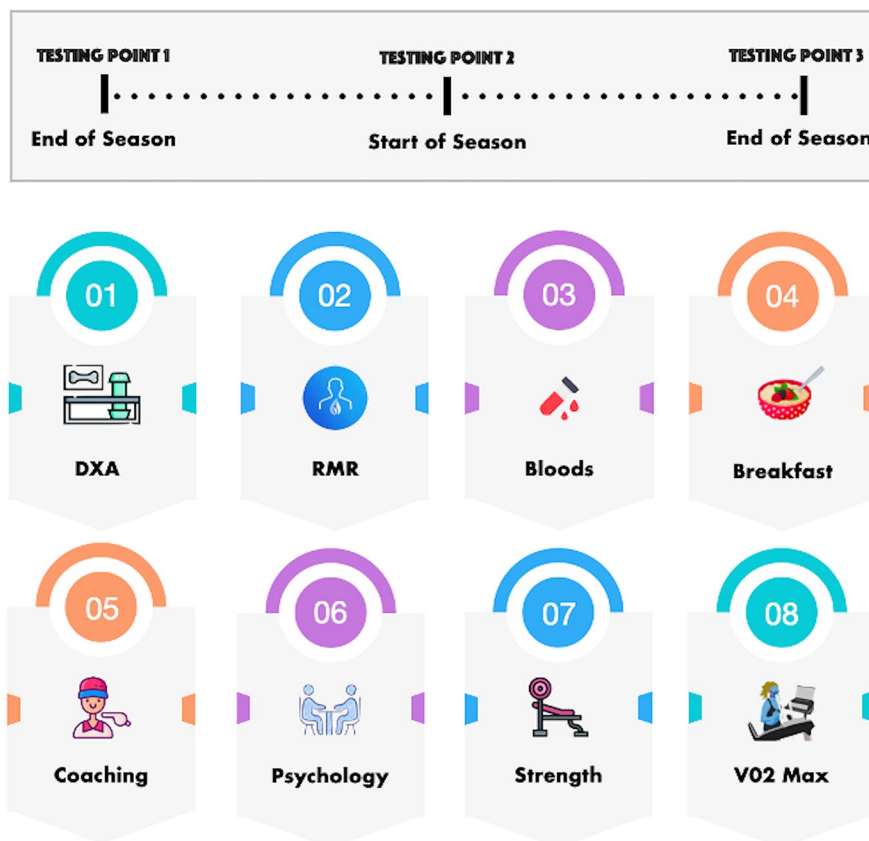 TESTING POINT 1
TESTING POINT 2
TESTING POINT 3
End of Season
Start of Season
End of Season
01
02
03
04
DXA
RMR
Bloods
Breakfast
05
06
07
08
Coaching
Psychology
Strength
V02 Max